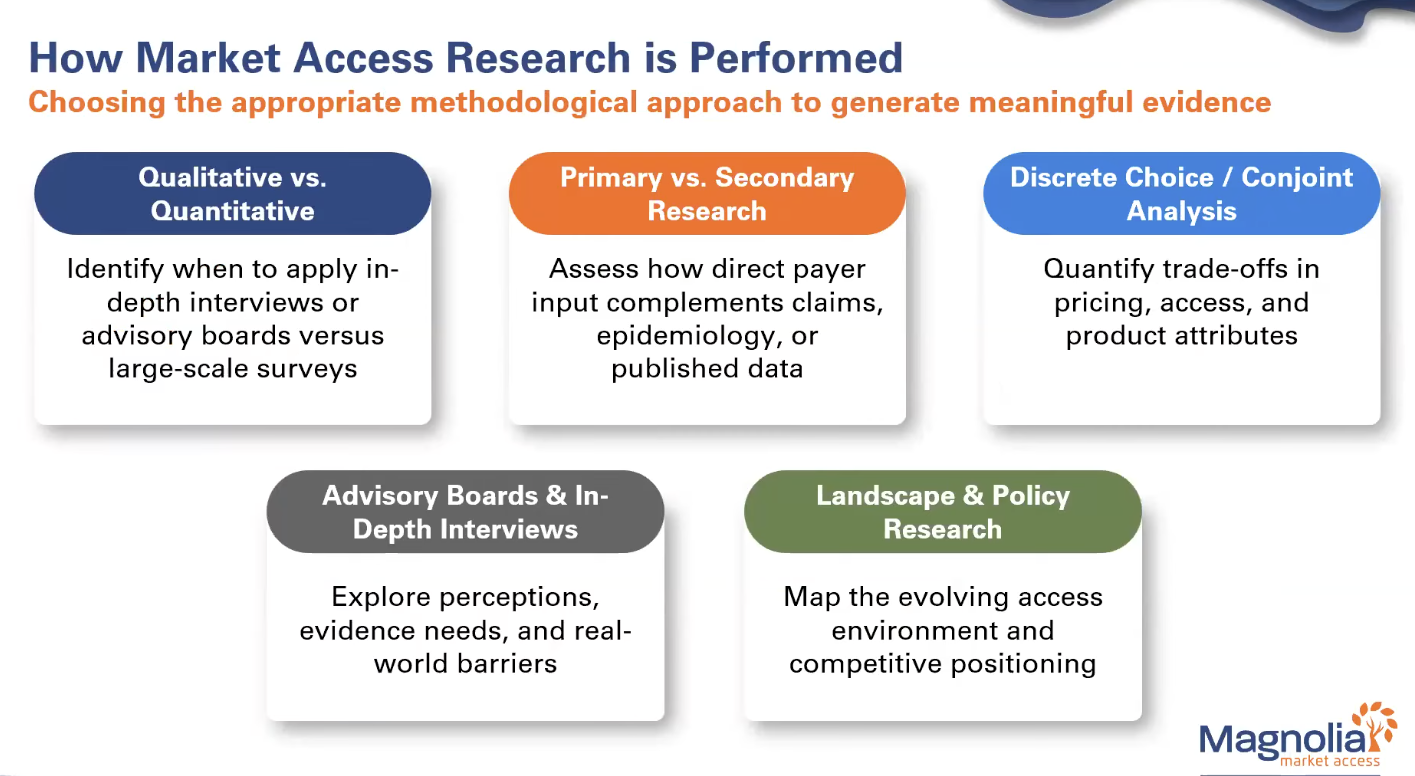 How Market Access Research is Performed
Choosing the appropriate methodological approach to generate meaningful evidence
Qualitative vs.
Quantitative
Identify when to apply in-
depth interviews or
advisory boards versus
large-scale surveys
Primary vs. Secondary
Research
Assess how direct payer
input complements claims,
epidemiology, or
published data
Discrete Choice / Conjoint
Analysis
Quantify trade-offs in
pricing, access, and
product attributes
Advisory Boards & In-
Depth Interviews
Explore perceptions,
evidence needs, and real-
world barriers
Landscape & Policy
Research
Map the evolving access
environment and
competitive positioning
Magnolia
market access